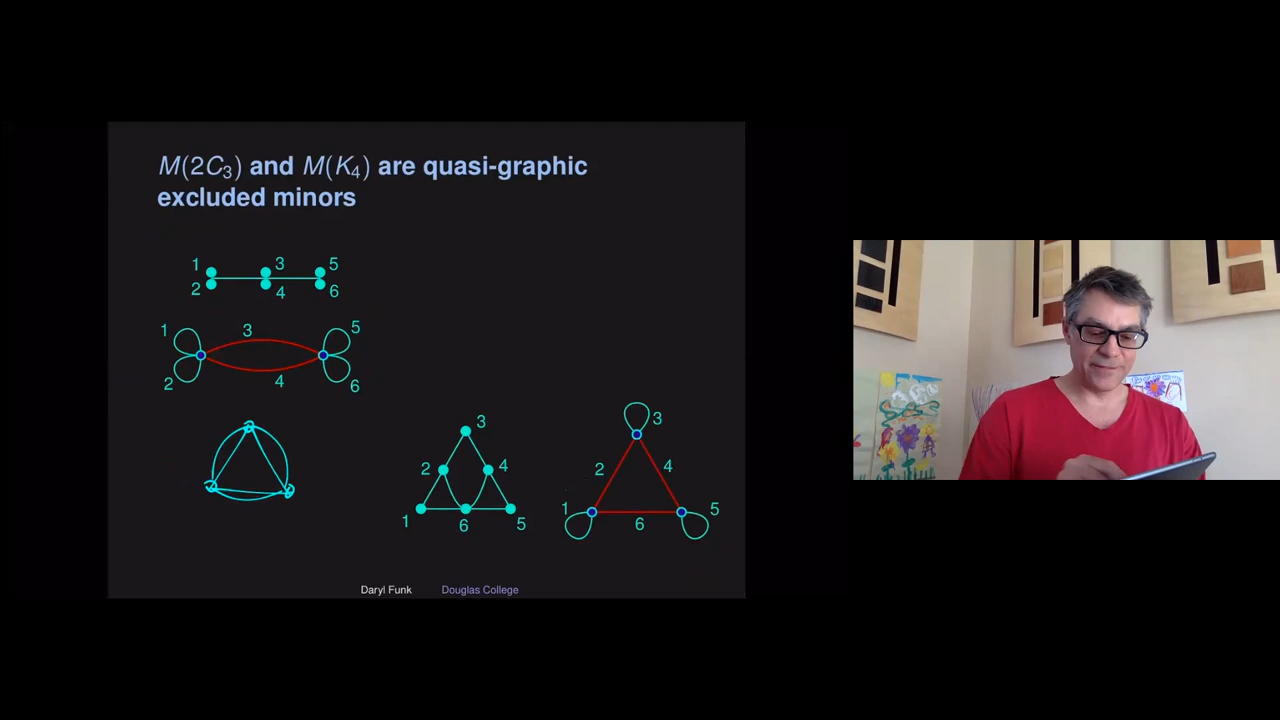 M(2C₃) and M(K₄) are quasi-graphic
excluded minors
1 3 5
2 4 6
1 3 5
2 4 6
3
2 4
1 6 5
3
2 4
1 6 5
Daryl Funk Douglas College